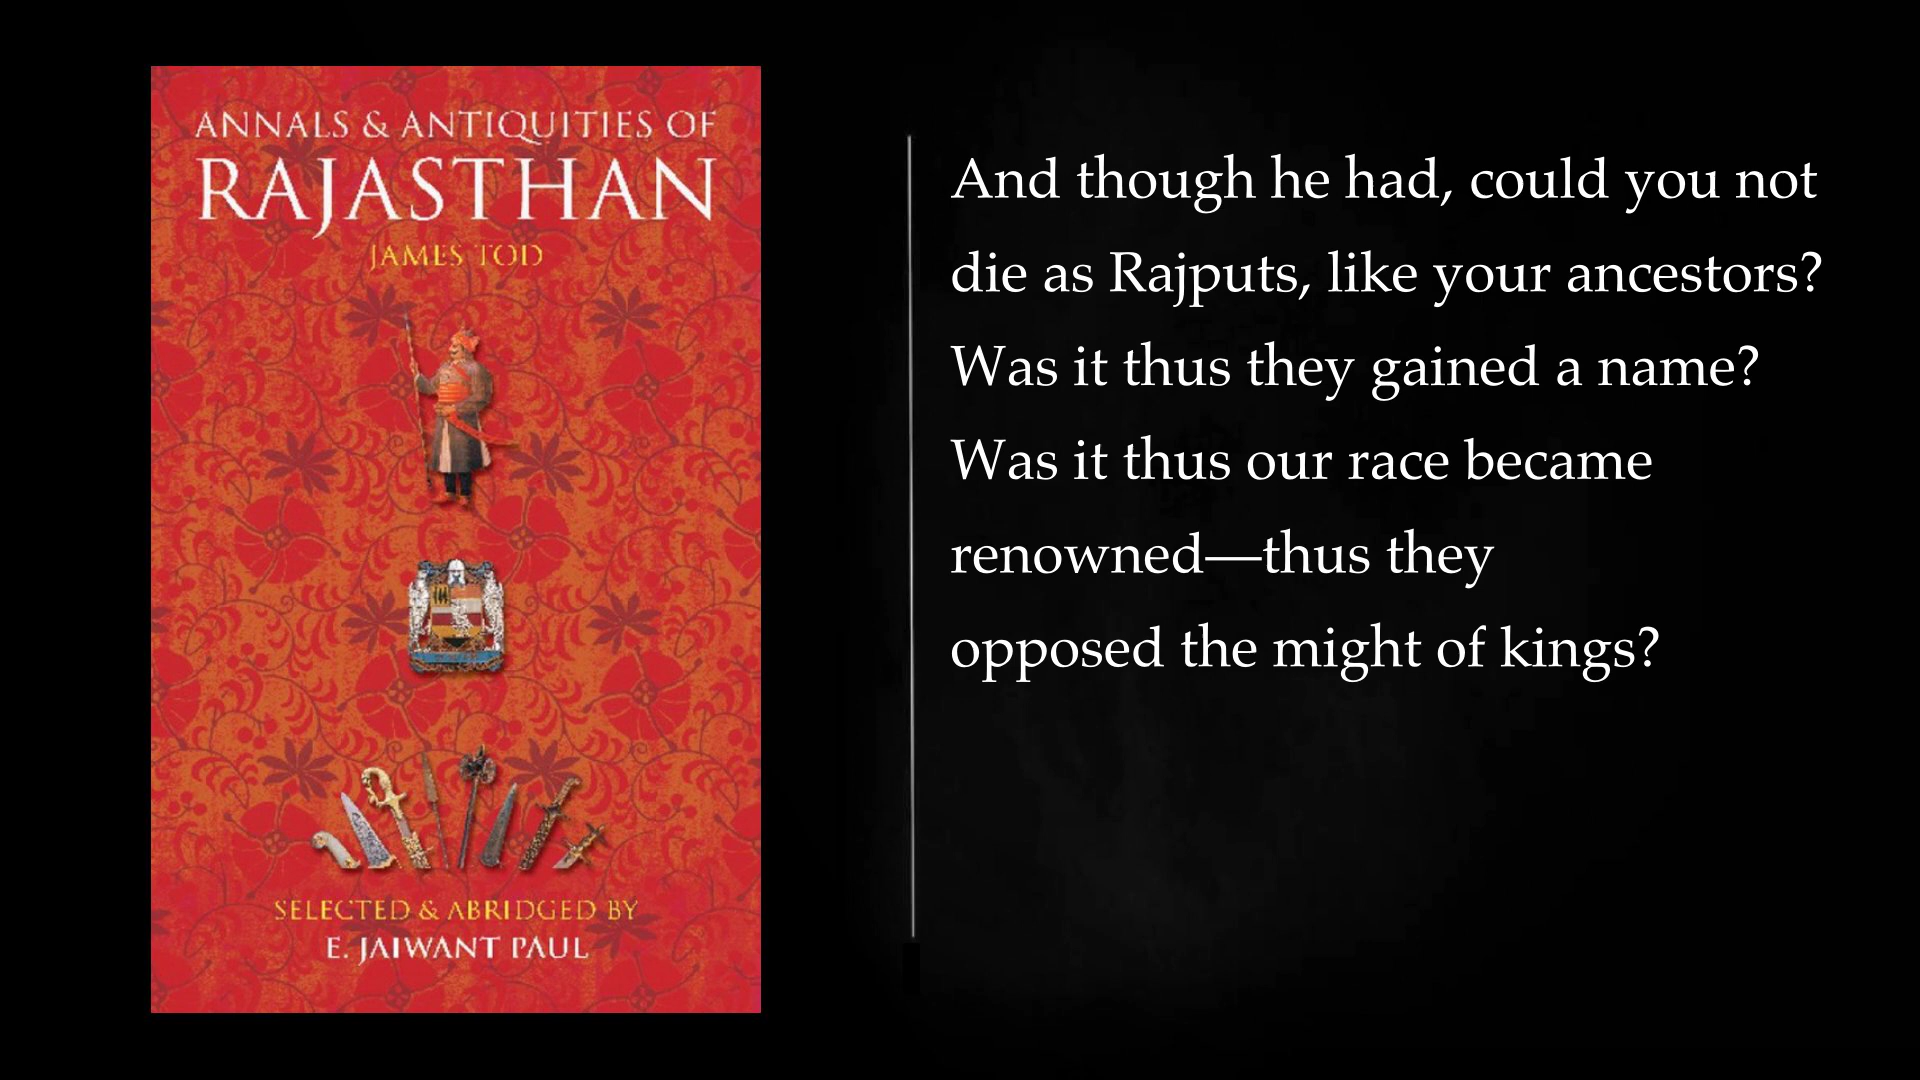 ANNALS & ANTIQUITIES OF
RAJASTHAN
JAMES TOD
SELECTED & ABRIDGED BY
E. JAIWANT PAUL
And though he had, could you not
die as Rajputs, like your ancestors?
Was it thus they gained a name?
Was it thus our race became
renowned—thus they
opposed the might of kings?